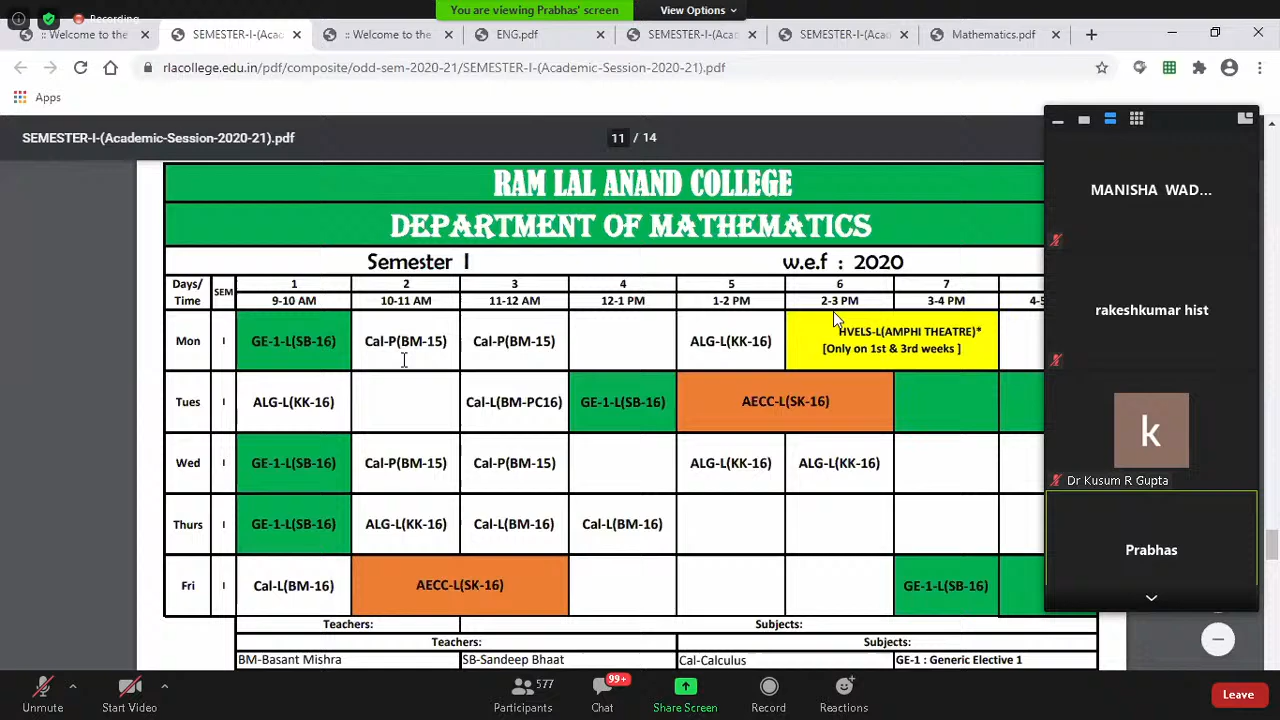 Recording
You are viewing Prabhas' screen
View Options
:: Welcome to the
SEMESTER-I-(Aca
:: Welcome to the
ENG.pdf
SEMESTER-I-(Aca
SEMESTER-I-(Aca
Mathematics.pdf
rlacollege.edu.in/pdf/composite/odd-sem-2020-21/SEMESTER-I-(Academic-Session-2020-21).pdf
Apps
SEMESTER-I-(Academic-Session-2020-21).pdf
11 / 14
RAM LAL ANAND COLLEGE
DEPARTMENT OF MATHEMATICS
Semester I w.e.f : 2020
Days/ Time SEM 1 2 3 4 5 6 7
9-10 AM 10-11 AM 11-12 AM 12-1 PM 1-2 PM 2-3 PM 3-4 PM 4-5
Mon I GE-1-L(SB-16) Cal-P(BM-15) Cal-P(BM-15) ALG-L(KK-16) HVELS-L(AMPHI THEATRE)*
[Only on 1st & 3rd weeks ]
Tues I ALG-L(KK-16) Cal-L(BM-PC16) GE-1-L(SB-16) AECC-L(SK-16)
Wed I GE-1-L(SB-16) Cal-P(BM-15) Cal-P(BM-15) ALG-L(KK-16) ALG-L(KK-16)
Thurs I GE-1-L(SB-16) ALG-L(KK-16) Cal-L(BM-16) Cal-L(BM-16)
Fri I Cal-L(BM-16) AECC-L(SK-16) GE-1-L(SB-16)
Teachers: Subjects:
Teachers: Subjects:
BM-Basant Mishra SB-Sandeep Bhaat Cal-Calculus GE-1 : Generic Elective 1
MANISHA WAD...
rakeshkumar hist
k
Dr Kusum R Gupta
Prabhas
Unmute
Start Video
577
Participants
99+
Chat
Share Screen
Record
Reactions
Leave